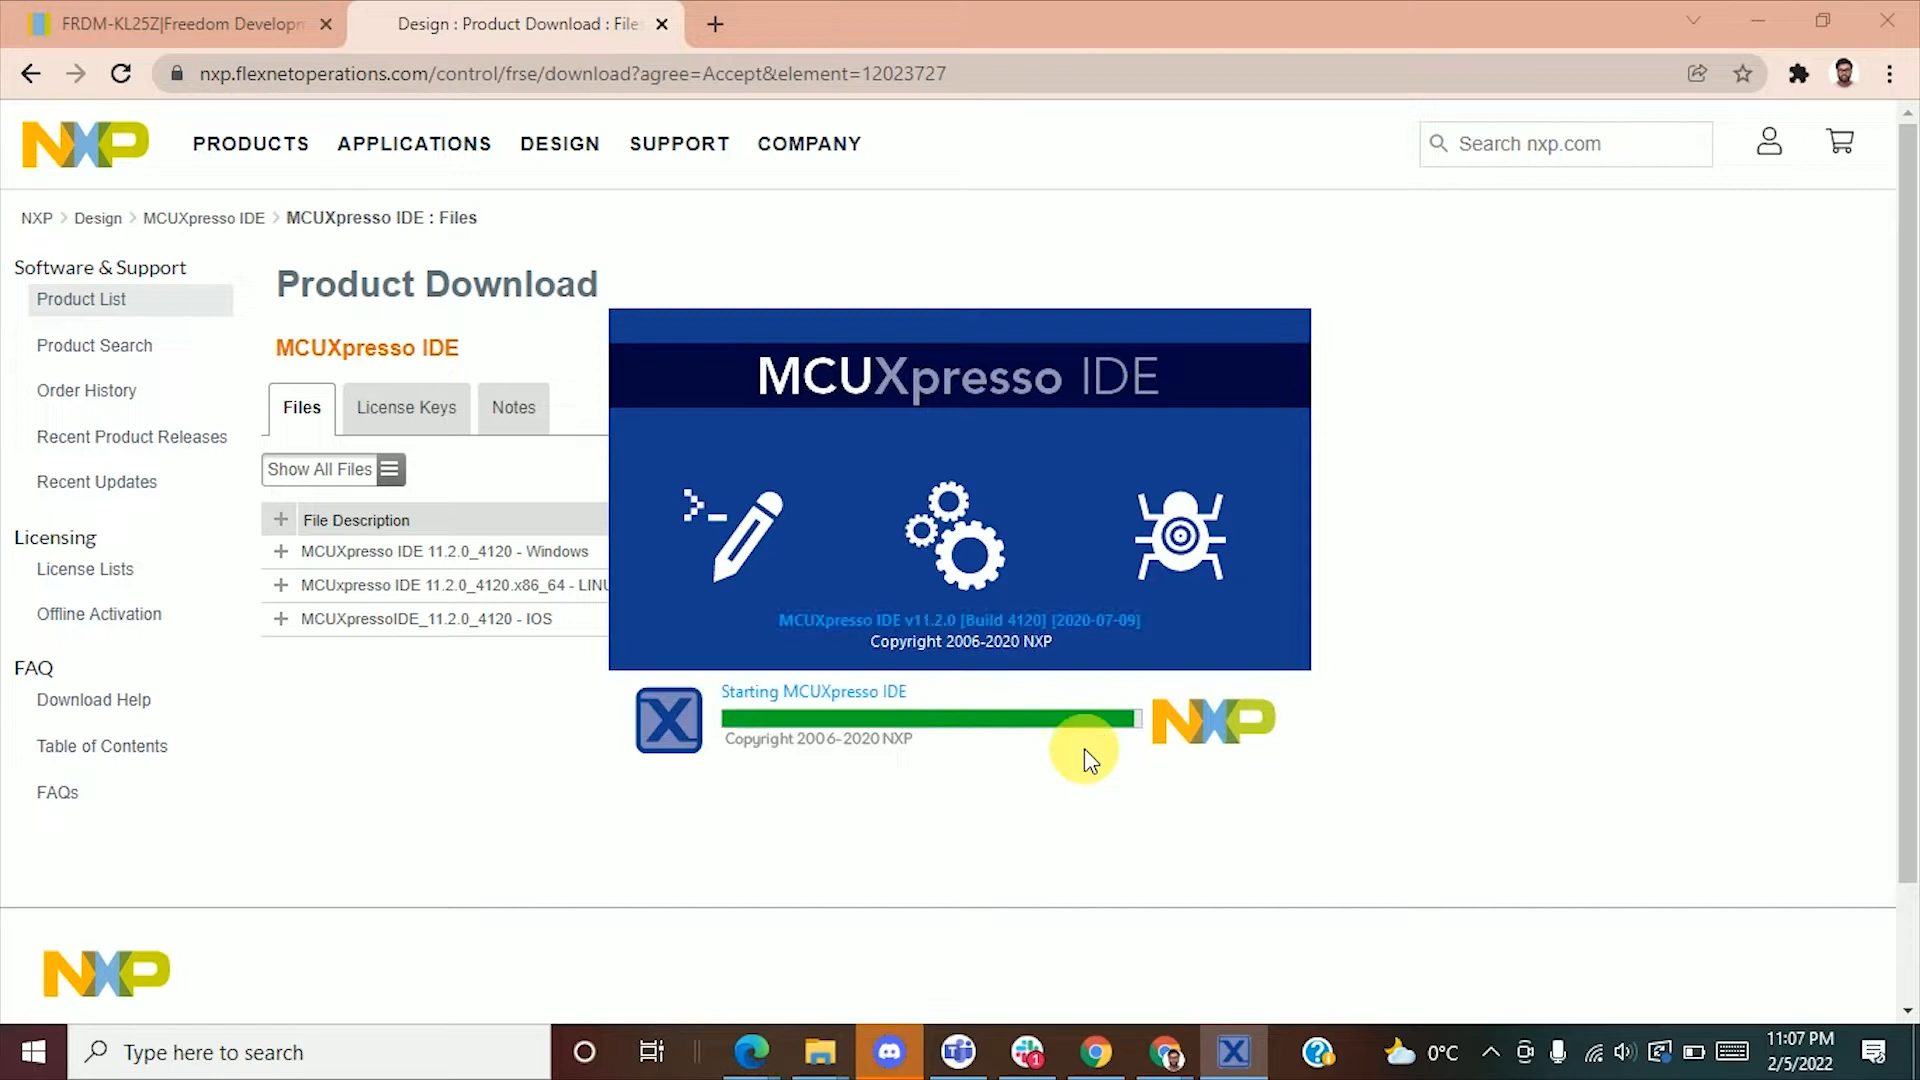 FRDM-KL25Z|Freedom Developm
Design : Product Download : File
nxp.flexnetoperations.com/control/frse/download?agree=Accept&element=12023727
NXP
PRODUCTS APPLICATIONS DESIGN SUPPORT COMPANY
Search nxp.com
NXP > Design > MCUXpresso IDE > MCUXpresso IDE : Files
Software & Support
Product List
Product Search
Order History
Recent Product Releases
Recent Updates
Licensing
License Lists
Offline Activation
FAQ
Download Help
Table of Contents
FAQs
Product Download
MCUXpresso IDE
Files License Keys Notes
Show All Files
File Description
MCUXpresso IDE 11.2.0_4120 - Windows
MCUxpresso IDE 11.2.0_4120.x86_64 - LINU
MCUXpressoIDE_11.2.0_4120 - IOS
MCUXpresso IDE
MCUXpresso IDE v11.2.0 [Build 4120] [2020-07-09]
Copyright 2006-2020 NXP
X
Starting MCUXpresso IDE
Copyright 2006-2020 NXP
NXP
NXP
Type here to search
1
X
0°C
11:07 PM
2/5/2022